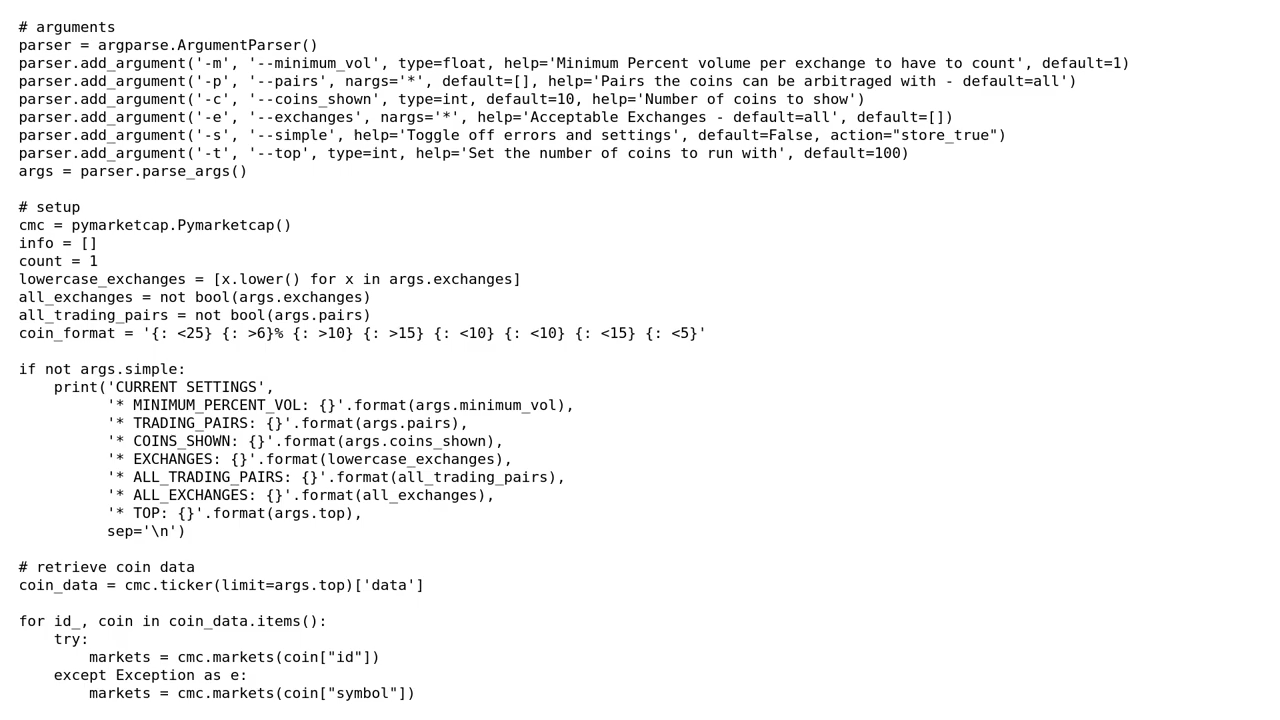 # arguments
parser = argparse.ArgumentParser()
parser.add_argument('-m', '--minimum_vol', type=float, help='Minimum Percent volume per exchange to have to count', default=1)
parser.add_argument('-p', '--pairs', nargs='*', default=[], help='Pairs the coins can be arbitraged with - default=all')
parser.add_argument('-c', '--coins_shown', type=int, default=10, help='Number of coins to show')
parser.add_argument('-e', '--exchanges', nargs='*', help='Acceptable Exchanges - default=all', default=[])
parser.add_argument('-s', '--simple', help='Toggle off errors and settings', default=False, action="store_true")
parser.add_argument('-t', '--top', type=int, help='Set the number of coins to run with', default=100)
args = parser.parse_args()

# setup
cmc = pymarketcap.Pymarketcap()
info = []
count = 1
lowercase_exchanges = [x.lower() for x in args.exchanges]
all_exchanges = not bool(args.exchanges)
all_trading_pairs = not bool(args.pairs)
coin_format = '{: <25} {: >6}% {: >10} {: >15} {: <10} {: <10} {: <15} {: <5}'

if not args.simple:
    print('CURRENT SETTINGS',
          '* MINIMUM_PERCENT_VOL: {}'.format(args.minimum_vol),
          '* TRADING_PAIRS: {}'.format(args.pairs),
          '* COINS_SHOWN: {}'.format(args.coins_shown),
          '* EXCHANGES: {}'.format(lowercase_exchanges),
          '* ALL_TRADING_PAIRS: {}'.format(all_trading_pairs),
          '* ALL_EXCHANGES: {}'.format(all_exchanges),
          '* TOP: {}'.format(args.top),
          sep='\n')

# retrieve coin data
coin_data = cmc.ticker(limit=args.top)['data']

for id_, coin in coin_data.items():
    try:
        markets = cmc.markets(coin["id"])
    except Exception as e:
        markets = cmc.markets(coin["symbol"])